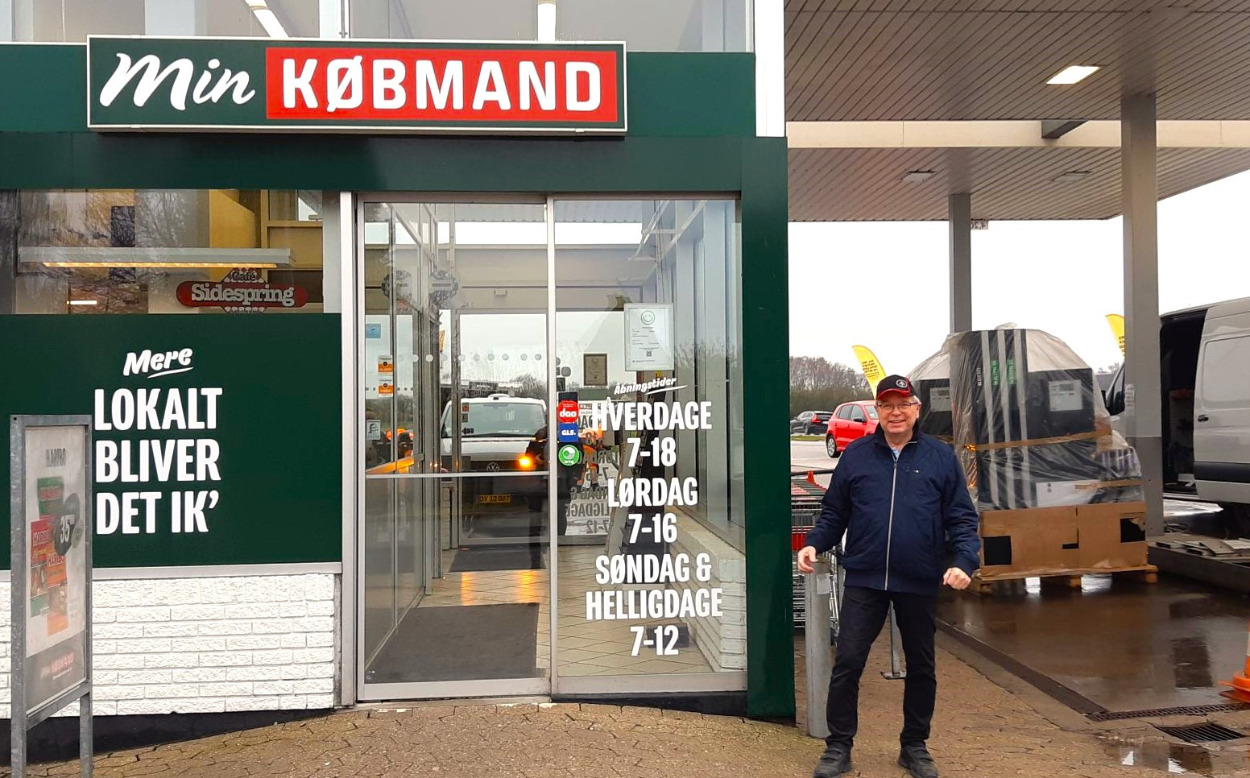 Min KØBMAND
Café
Sidespring
Mere
LOKALT
BLIVER
DET IK'
35
Åbningstider
HVERDAGE
7-18
LØRDAG
7-16
SØNDAG &
HELLIGDAGE
7-12
dao
GLS.